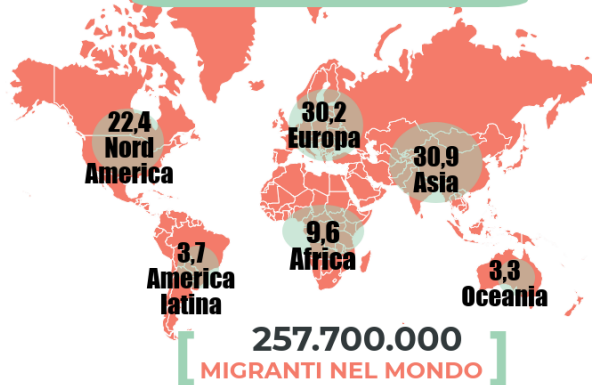 22,4
Nord
America
30,2
Europa
30,9
Asia
9,6
Africa
3,7
America
latina
3,3
Oceania
257.700.000
MIGRANTI NEL MONDO